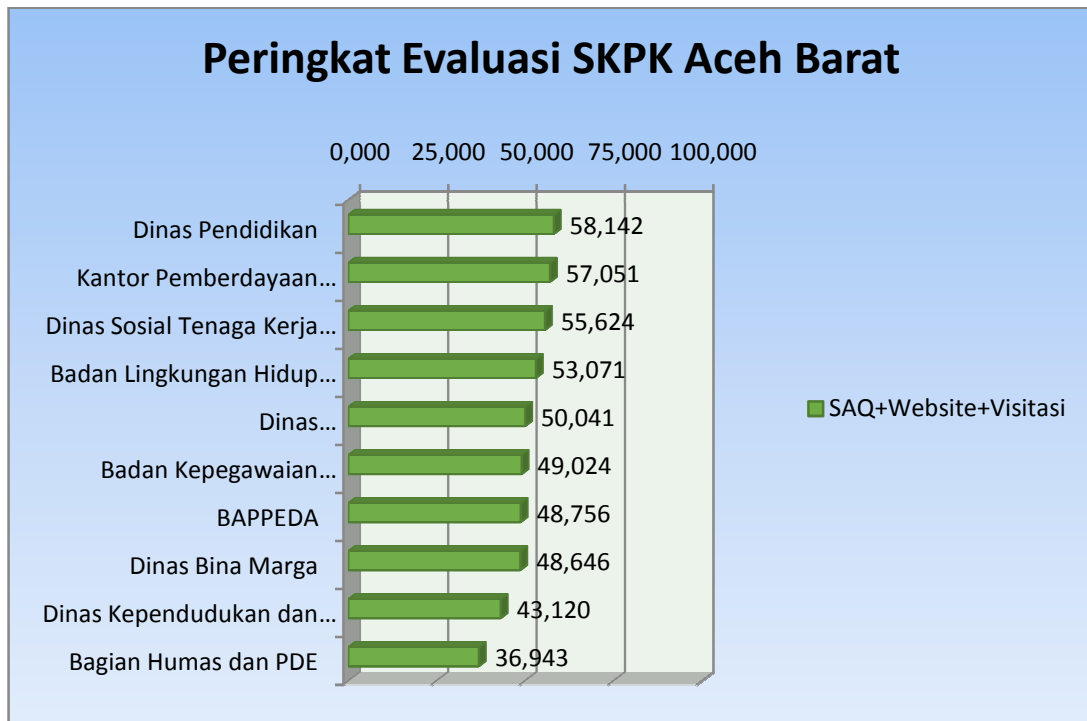 Peringkat Evaluasi SKPK Aceh Barat
0,000 25,000 50,000 75,000 100,000
Dinas Pendidikan 58,142
Kantor Pemberdayaan... 57,051
Dinas Sosial Tenaga Kerja... 55,624
Badan Lingkungan Hidup... 53,071
Dinas... 50,041
Badan Kepegawaian... 49,024
BAPPEDA 48,756
Dinas Bina Marga 48,646
Dinas Kependudukan dan... 43,120
Bagian Humas dan PDE 36,943
SAQ+Website+Visitasi